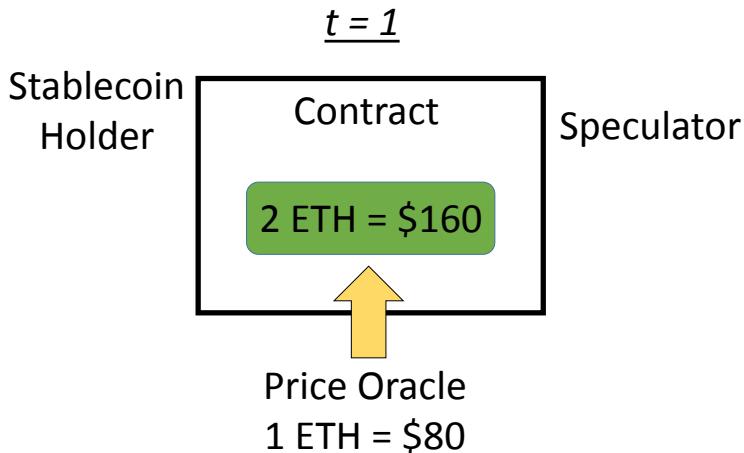 t = 1
Stablecoin
Holder
Contract
Speculator
2 ETH = $160
Price Oracle
1 ETH = $80